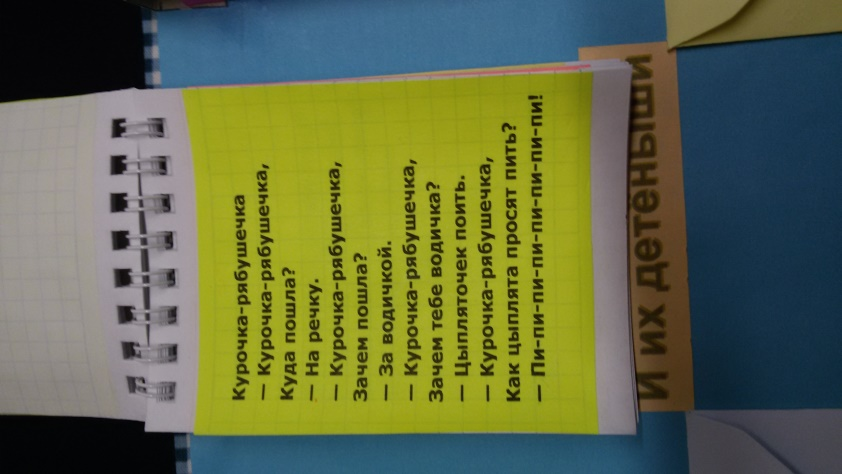 Курочка-рябушечка
— Курочка-рябушечка,
Куда пошла?
— На речку.
— Курочка-рябушечка,
Зачем пошла?
— За водичкой.
— Курочка-рябушечка,
Зачем тебе водичка?
— Цыпляточек поить.
— Курочка-рябушечка,
Как цыплята просят пить?
— Пи-пи-пи-пи-пи-пи-пи-пи!
И их детёныши